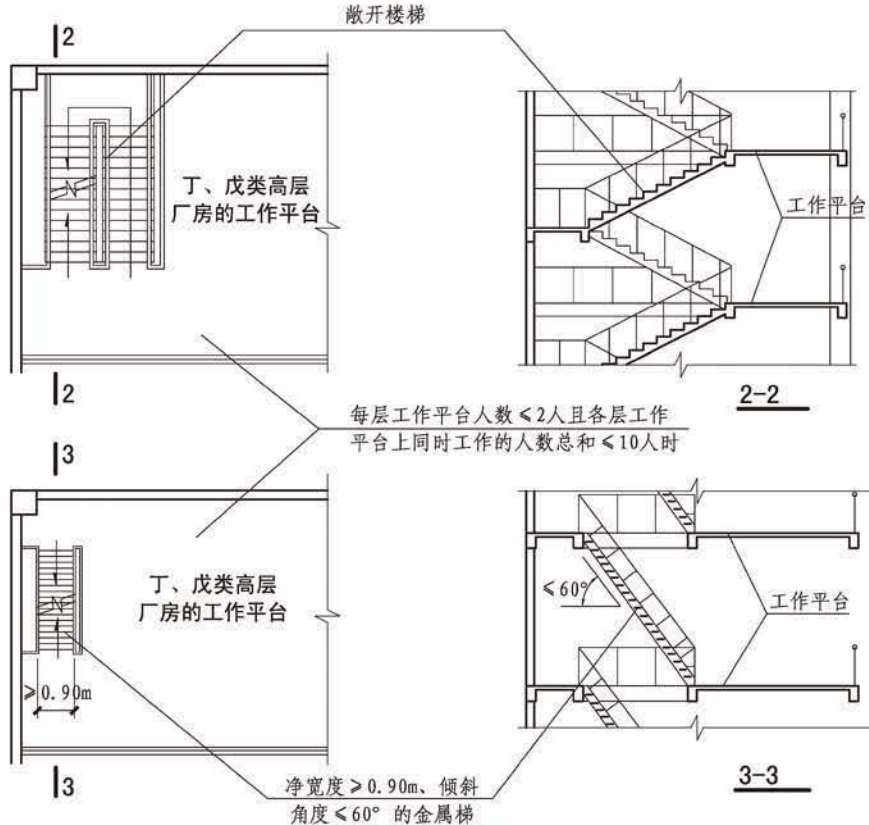 2
敞开楼梯
丁、戊类高层
厂房的工作平台
工作平台
2
2-2
每层工作平台人数≤2人且各层工作
平台上同时工作的人数总和≤10人时
3
丁、戊类高层
厂房的工作平台
≤60°
工作平台
≥0.90m
3
净宽度≥0.90m、倾斜
角度≤60°的金属梯
3-3